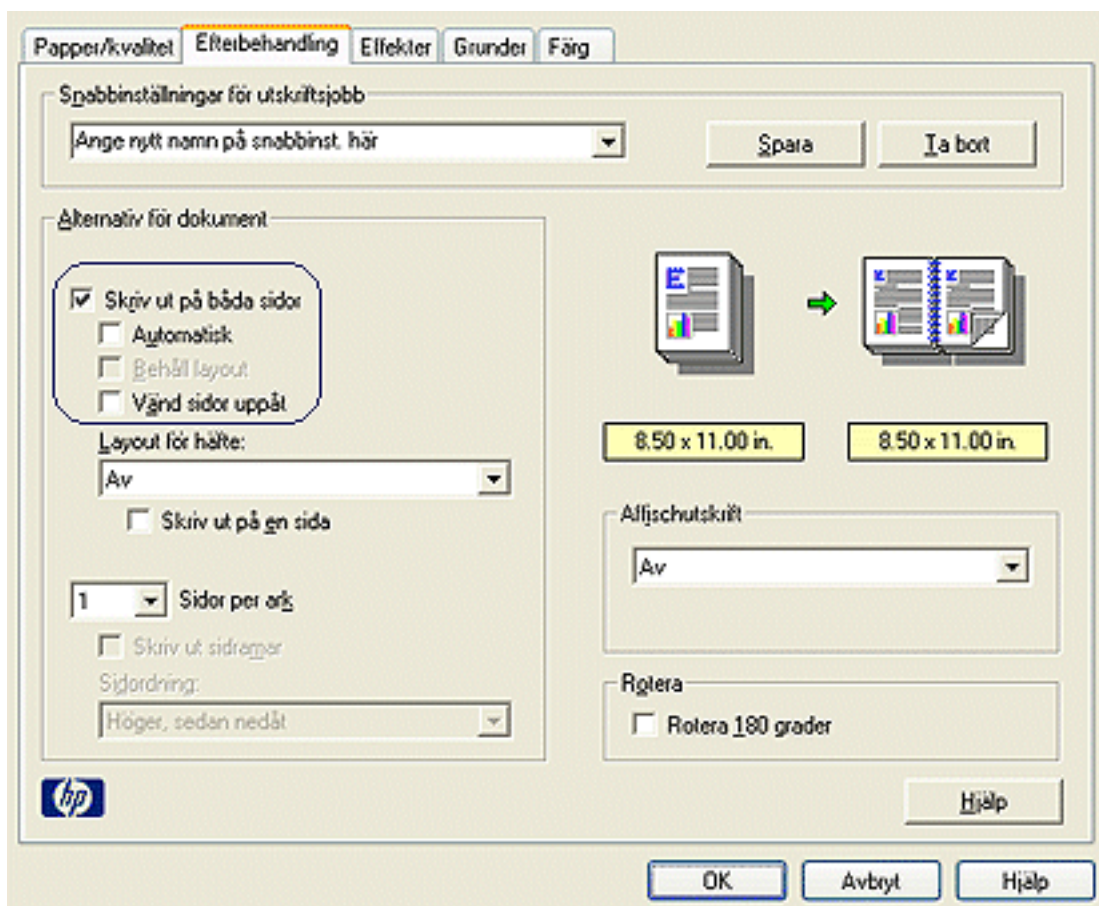 Papper/kvalitet Efterbehandling Effekter Grunder Färg
Snabbinställningar för utskriftsjobb
Ange nytt namn på snabbinst. här
Spara Ta bort
Alternativ för dokument
Skriv ut på båda sidor
Automatisk
Behåll layout
Vänd sidor uppåt
Layout för häfte:
Av
Skriv ut på en sida
1 Sidor per ark
Skriv ut sidramar
Sidordning:
Höger, sedan nedåt
8.50 x 11.00 in. 8.50 x 11.00 in.
Affischutskrift
Av
Rotera
Rotera 180 grader
hp
Hjälp
OK Avbryt Hjälp